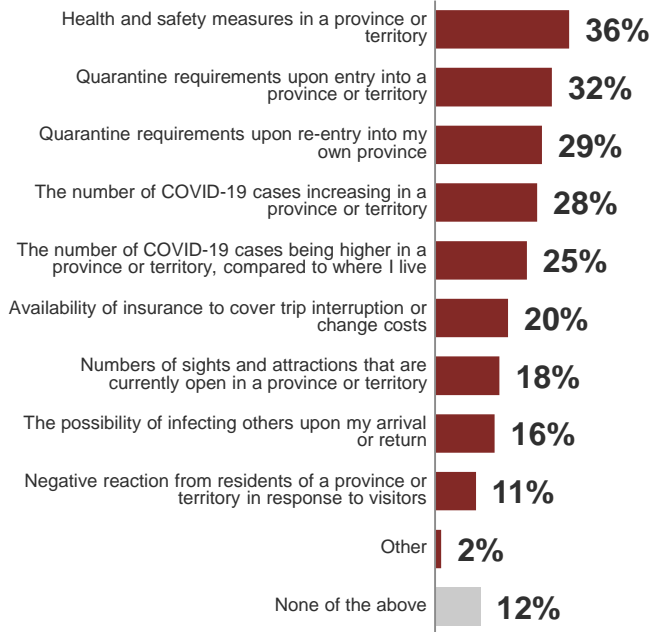 Health and safety measures in a province or
territory
36%
Quarantine requirements upon entry into a
province or territory
32%
Quarantine requirements upon re-entry into my
own province
29%
The number of COVID-19 cases increasing in a
province or territory
28%
The number of COVID-19 cases being higher in a
province or territory, compared to where I live
25%
Availability of insurance to cover trip interruption or
change costs
20%
Numbers of sights and attractions that are
currently open in a province or territory
18%
The possibility of infecting others upon my arrival
or return
16%
Negative reaction from residents of a province or
territory in response to visitors
11%
Other
2%
None of the above
12%